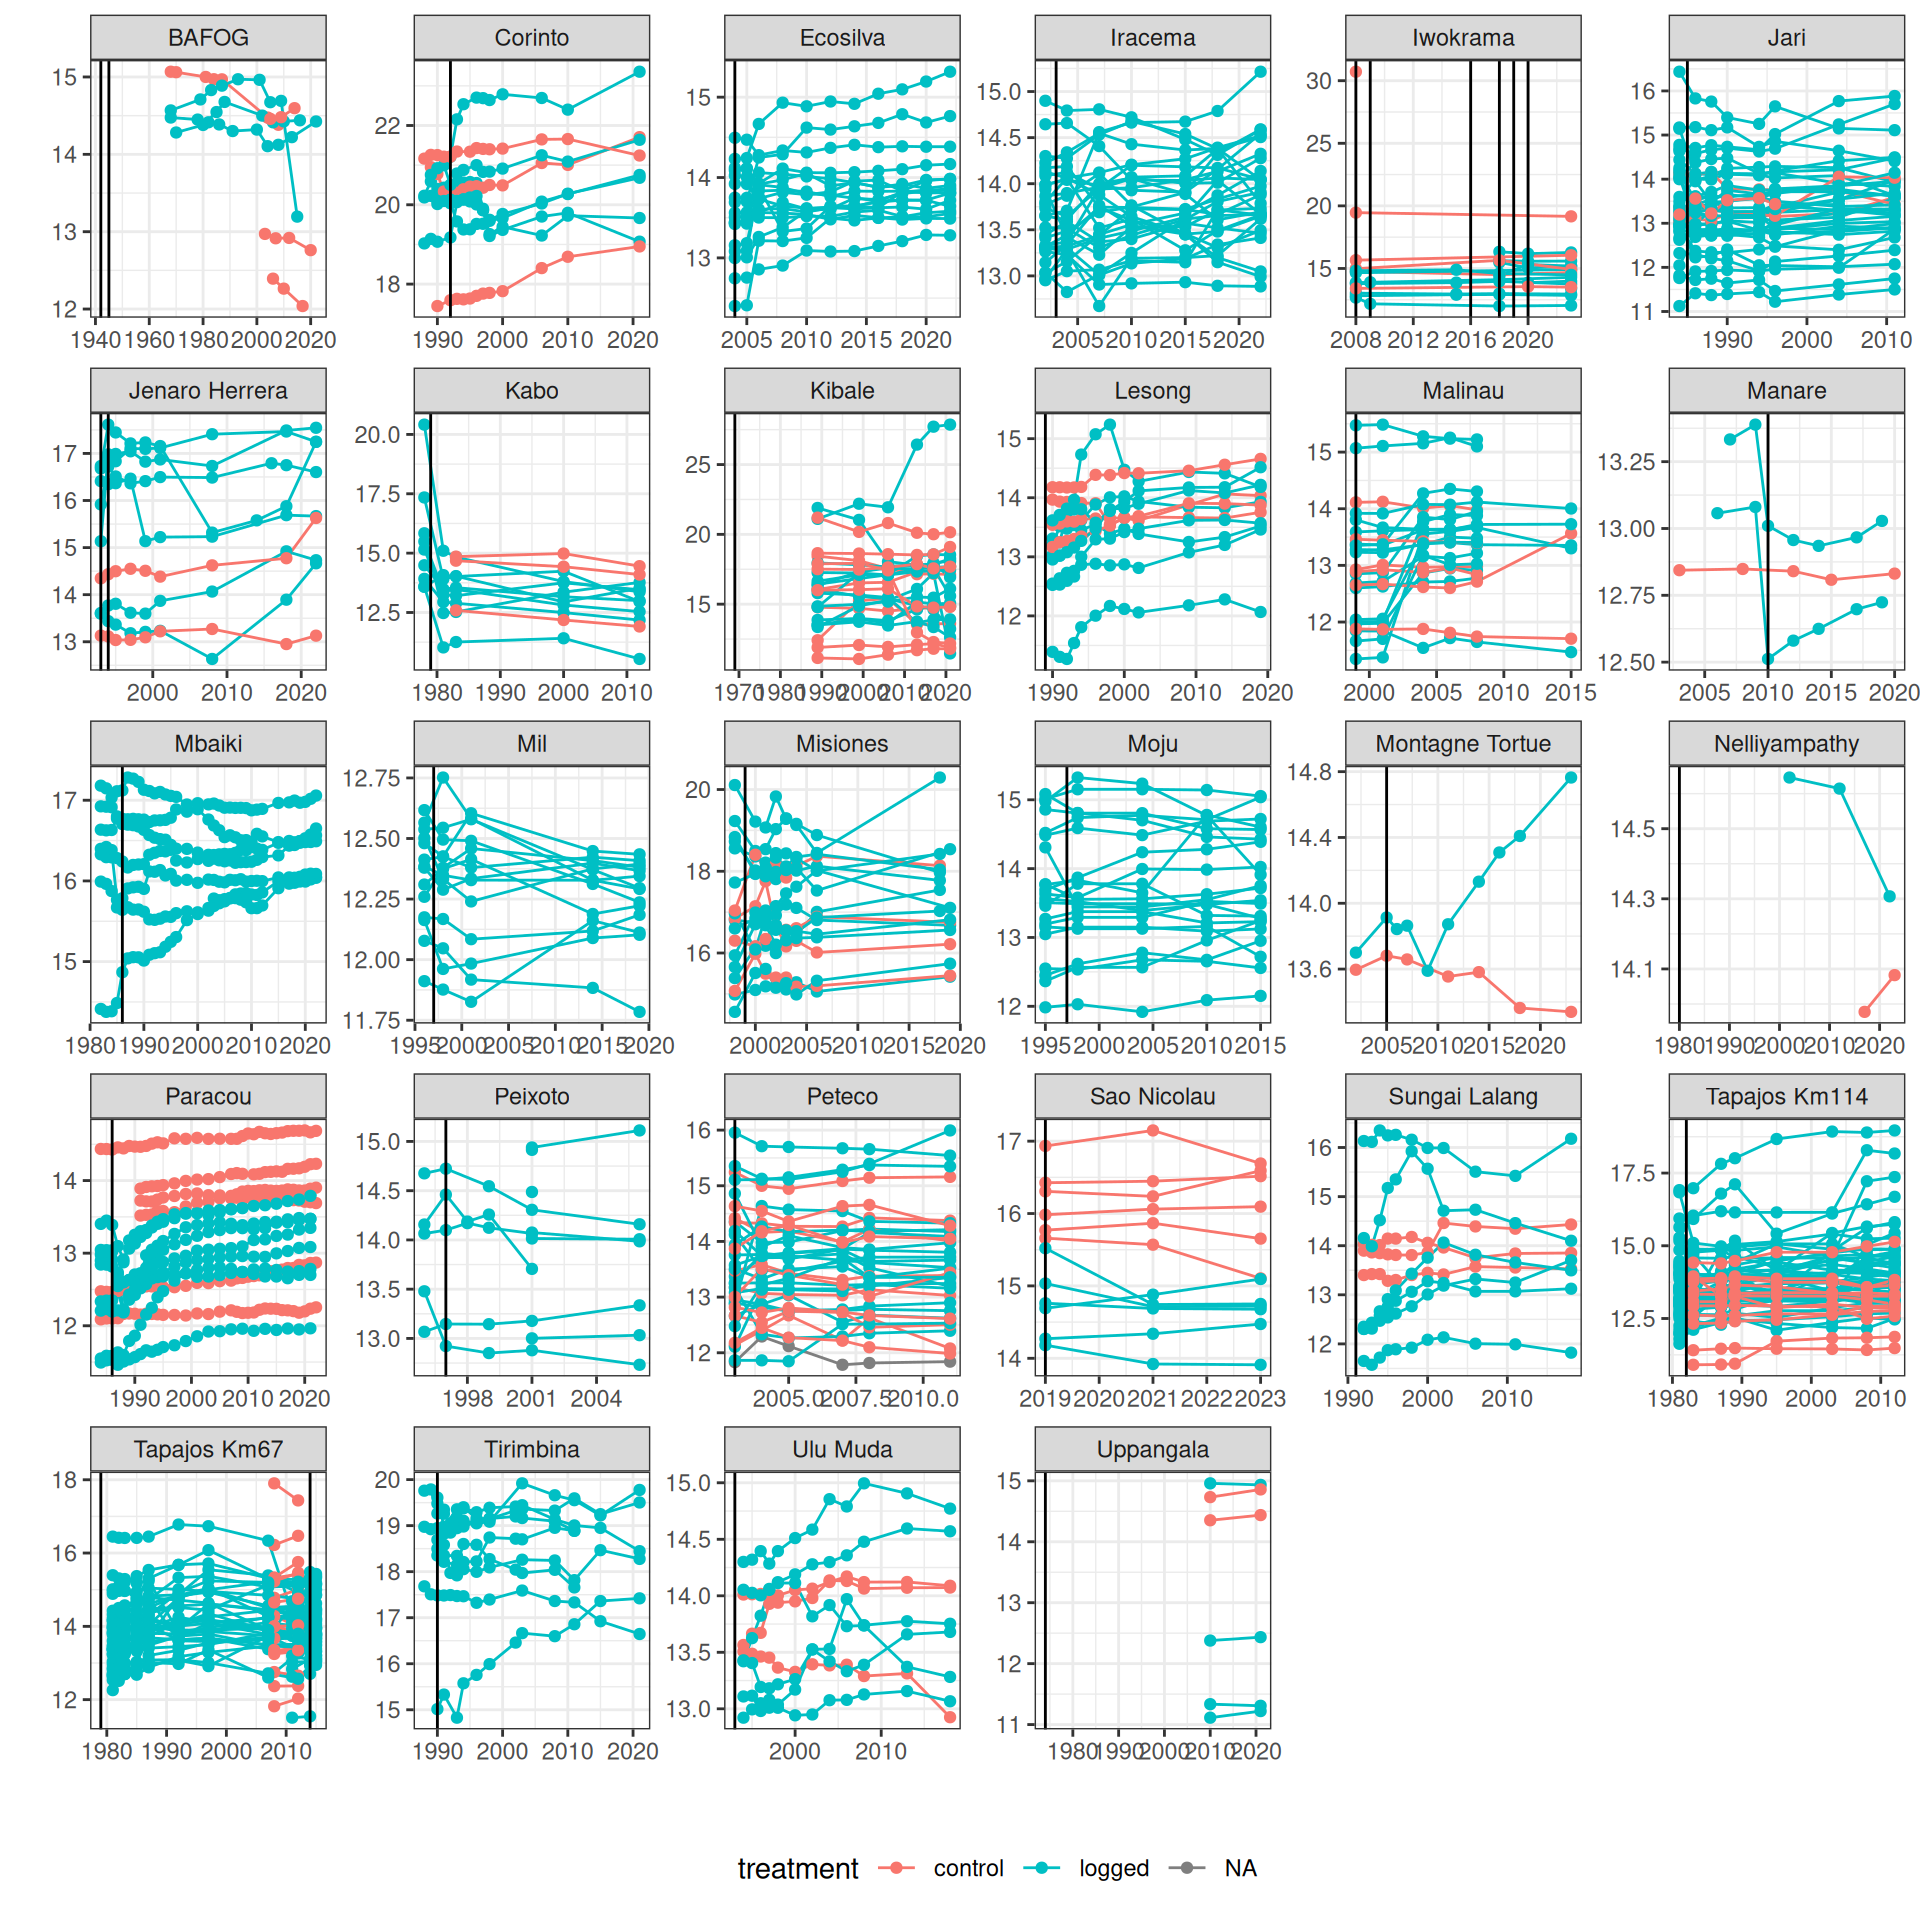 BAFOG Corinto Ecosilva Iracema Iwokrama Jari
15 14 13 12
22 20 18
15 14 13
15.0 14.5 14.0 13.5 13.0
30 25 20 15
16 15 14 13 12 11
1940 1960 1980 2000 2020
1990 2000 2010 2020
2005 2010 2015 2020
2005 2010 2015 2020
2008 2012 2016 2020
1990 2000 2010
Jenaro Herrera Kabo Kibale Lesong Malinau Manare
17 16 15 14 13
20.0 17.5 15.0 12.5
25 20 15
15 14 13 12
15 14 13 12
13.25 13.00 12.75 12.50
2000 2010 2020
1980 1990 2000 2010
1970 1980 1990 2000 2010 2020
1990 2000 2010 2020
2000 2005 2010 2015
2005 2010 2015 2020
Mbaiki Mil Misiones Moju Montagne Tortue Nelliyampathy
17 16 15
12.75 12.50 12.25 12.00 11.75
20 18 16
15 14 13 12
14.8 14.4 14.0 13.6
14.5 14.3 14.1
1980 1990 2000 2010 2020
1995 2000 2005 2010 2015 2020
2000 2005 2010 2015 2020
1995 2000 2005 2010 2015
2005 2010 2015 2020
1980 1990 2000 2010 2020
Paracou Peixoto Peteco Sao Nicolau Sungai Lalang Tapajos Km114
14 13 12
15.0 14.5 14.0 13.5 13.0
16 15 14 13 12
17 16 15 14
16 15 14 13 12
17.5 15.0 12.5
1990 2000 2010 2020
1998 2001 2004
2005.0 2007.5 2010.0
2019 2020 2021 2022 2023
1990 2000 2010
1980 1990 2000 2010
Tapajos Km67 Tirimbina Ulu Muda Uppangala
18 16 14 12
20 19 18 17 16 15
15.0 14.5 14.0 13.5 13.0
15 14 13 12 11
1980 1990 2000 2010
1990 2000 2010 2020
2000 2010
1980 1990 2000 2010 2020
treatment control logged NA